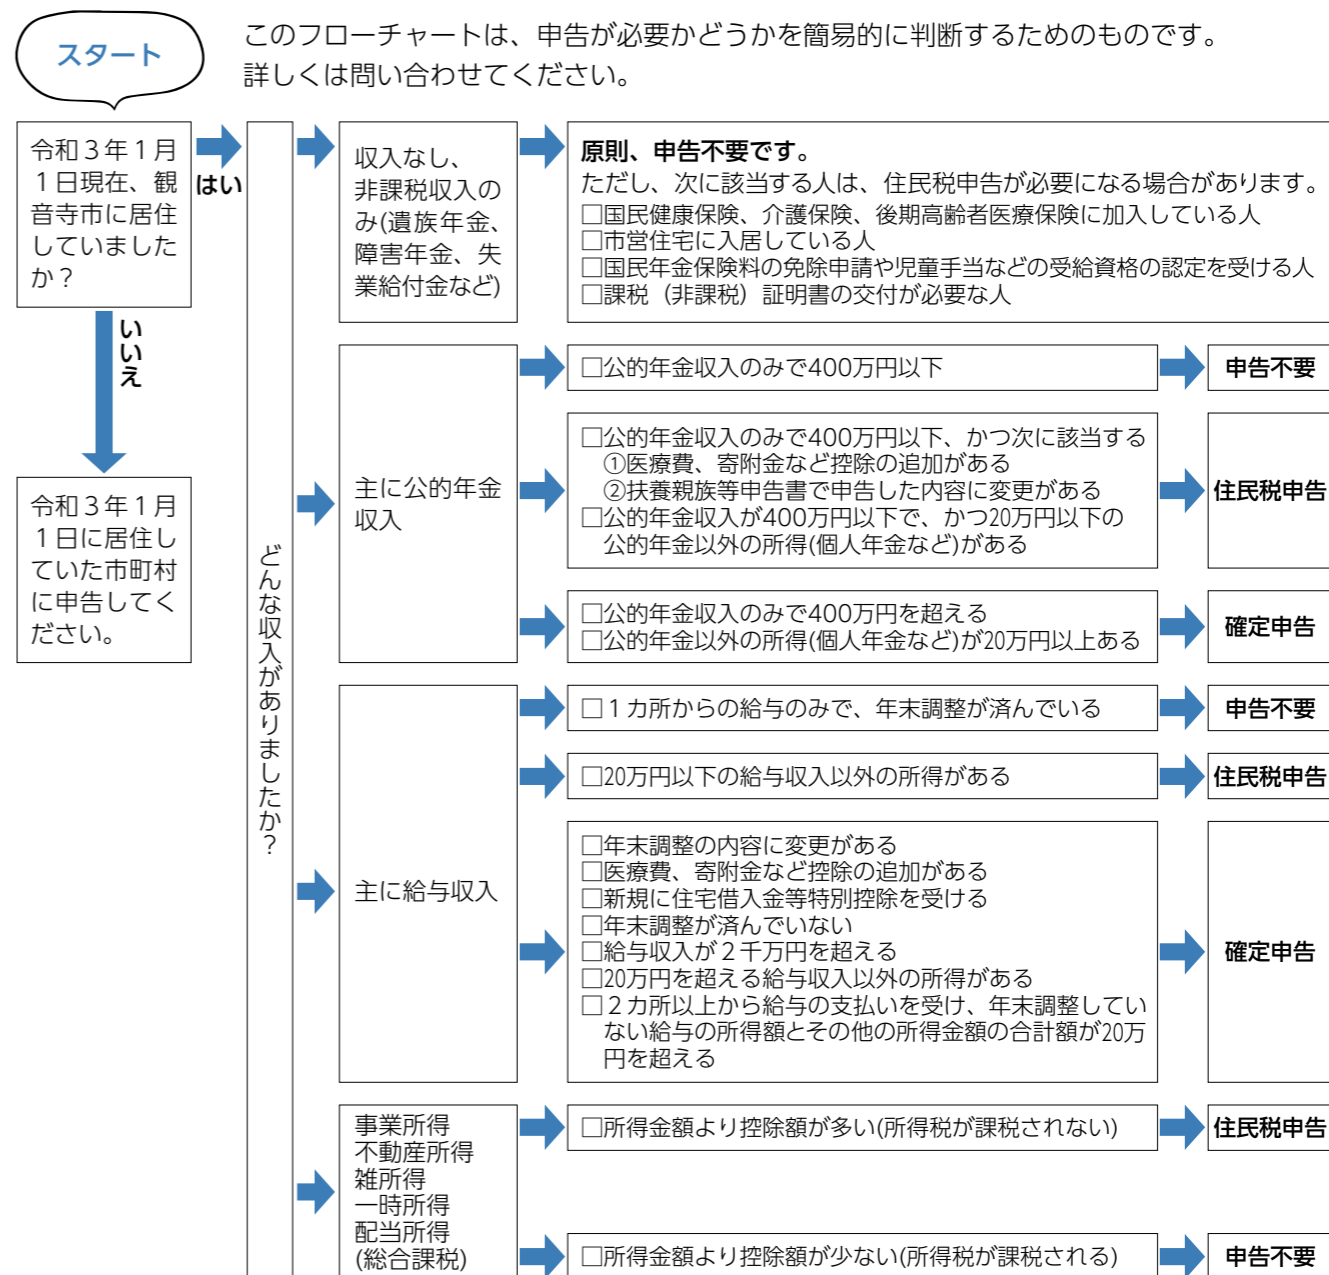 スタート
このフローチャートは、申告が必要かどうかを簡易的に判断するためのものです。
詳しくは問い合わせてください。
令和３年１月
１日現在、観
音寺市に居住
していました
か？
はい
いいえ
令和３年１月
１日に居住し
ていた市町村
に申告してく
ださい。
どんな収入がありましたか？
収入なし、
非課税収入の
み(遺族年金、
障害年金、失
業給付金など)
原則、申告不要です。
ただし、次に該当する人は、住民税申告が必要になる場合があります。
□国民健康保険、介護保険、後期高齢者医療保険に加入している人
□市営住宅に入居している人
□国民年金保険料の免除申請や児童手当などの受給資格の認定を受ける人
□課税（非課税）証明書の交付が必要な人
主に公的年金
収入
□公的年金収入のみで400万円以下
申告不要
□公的年金収入のみで400万円以下、かつ次に該当する
①医療費、寄附金など控除の追加がある
②扶養親族等申告書で申告した内容に変更がある
□公的年金収入が400万円以下で、かつ20万円以下の
公的年金以外の所得(個人年金など)がある
住民税申告
□公的年金収入のみで400万円を超える
□公的年金以外の所得(個人年金など)が20万円以上ある
確定申告
主に給与収入
□１カ所からの給与のみで、年末調整が済んでいる
申告不要
□20万円以下の給与収入以外の所得がある
住民税申告
□年末調整の内容に変更がある
□医療費、寄附金など控除の追加がある
□新規に住宅借入金等特別控除を受ける
□年末調整が済んでいない
□給与収入が２千万円を超える
□20万円を超える給与収入以外の所得がある
□２カ所以上から給与の支払いを受け、年末調整してい
ない給与の所得額とその他の所得金額の合計額が20万
円を超える
確定申告
事業所得
不動産所得
雑所得
一時所得
配当所得
(総合課税)
□所得金額より控除額が多い(所得税が課税されない)
住民税申告
□所得金額より控除額が少ない(所得税が課税される)
申告不要